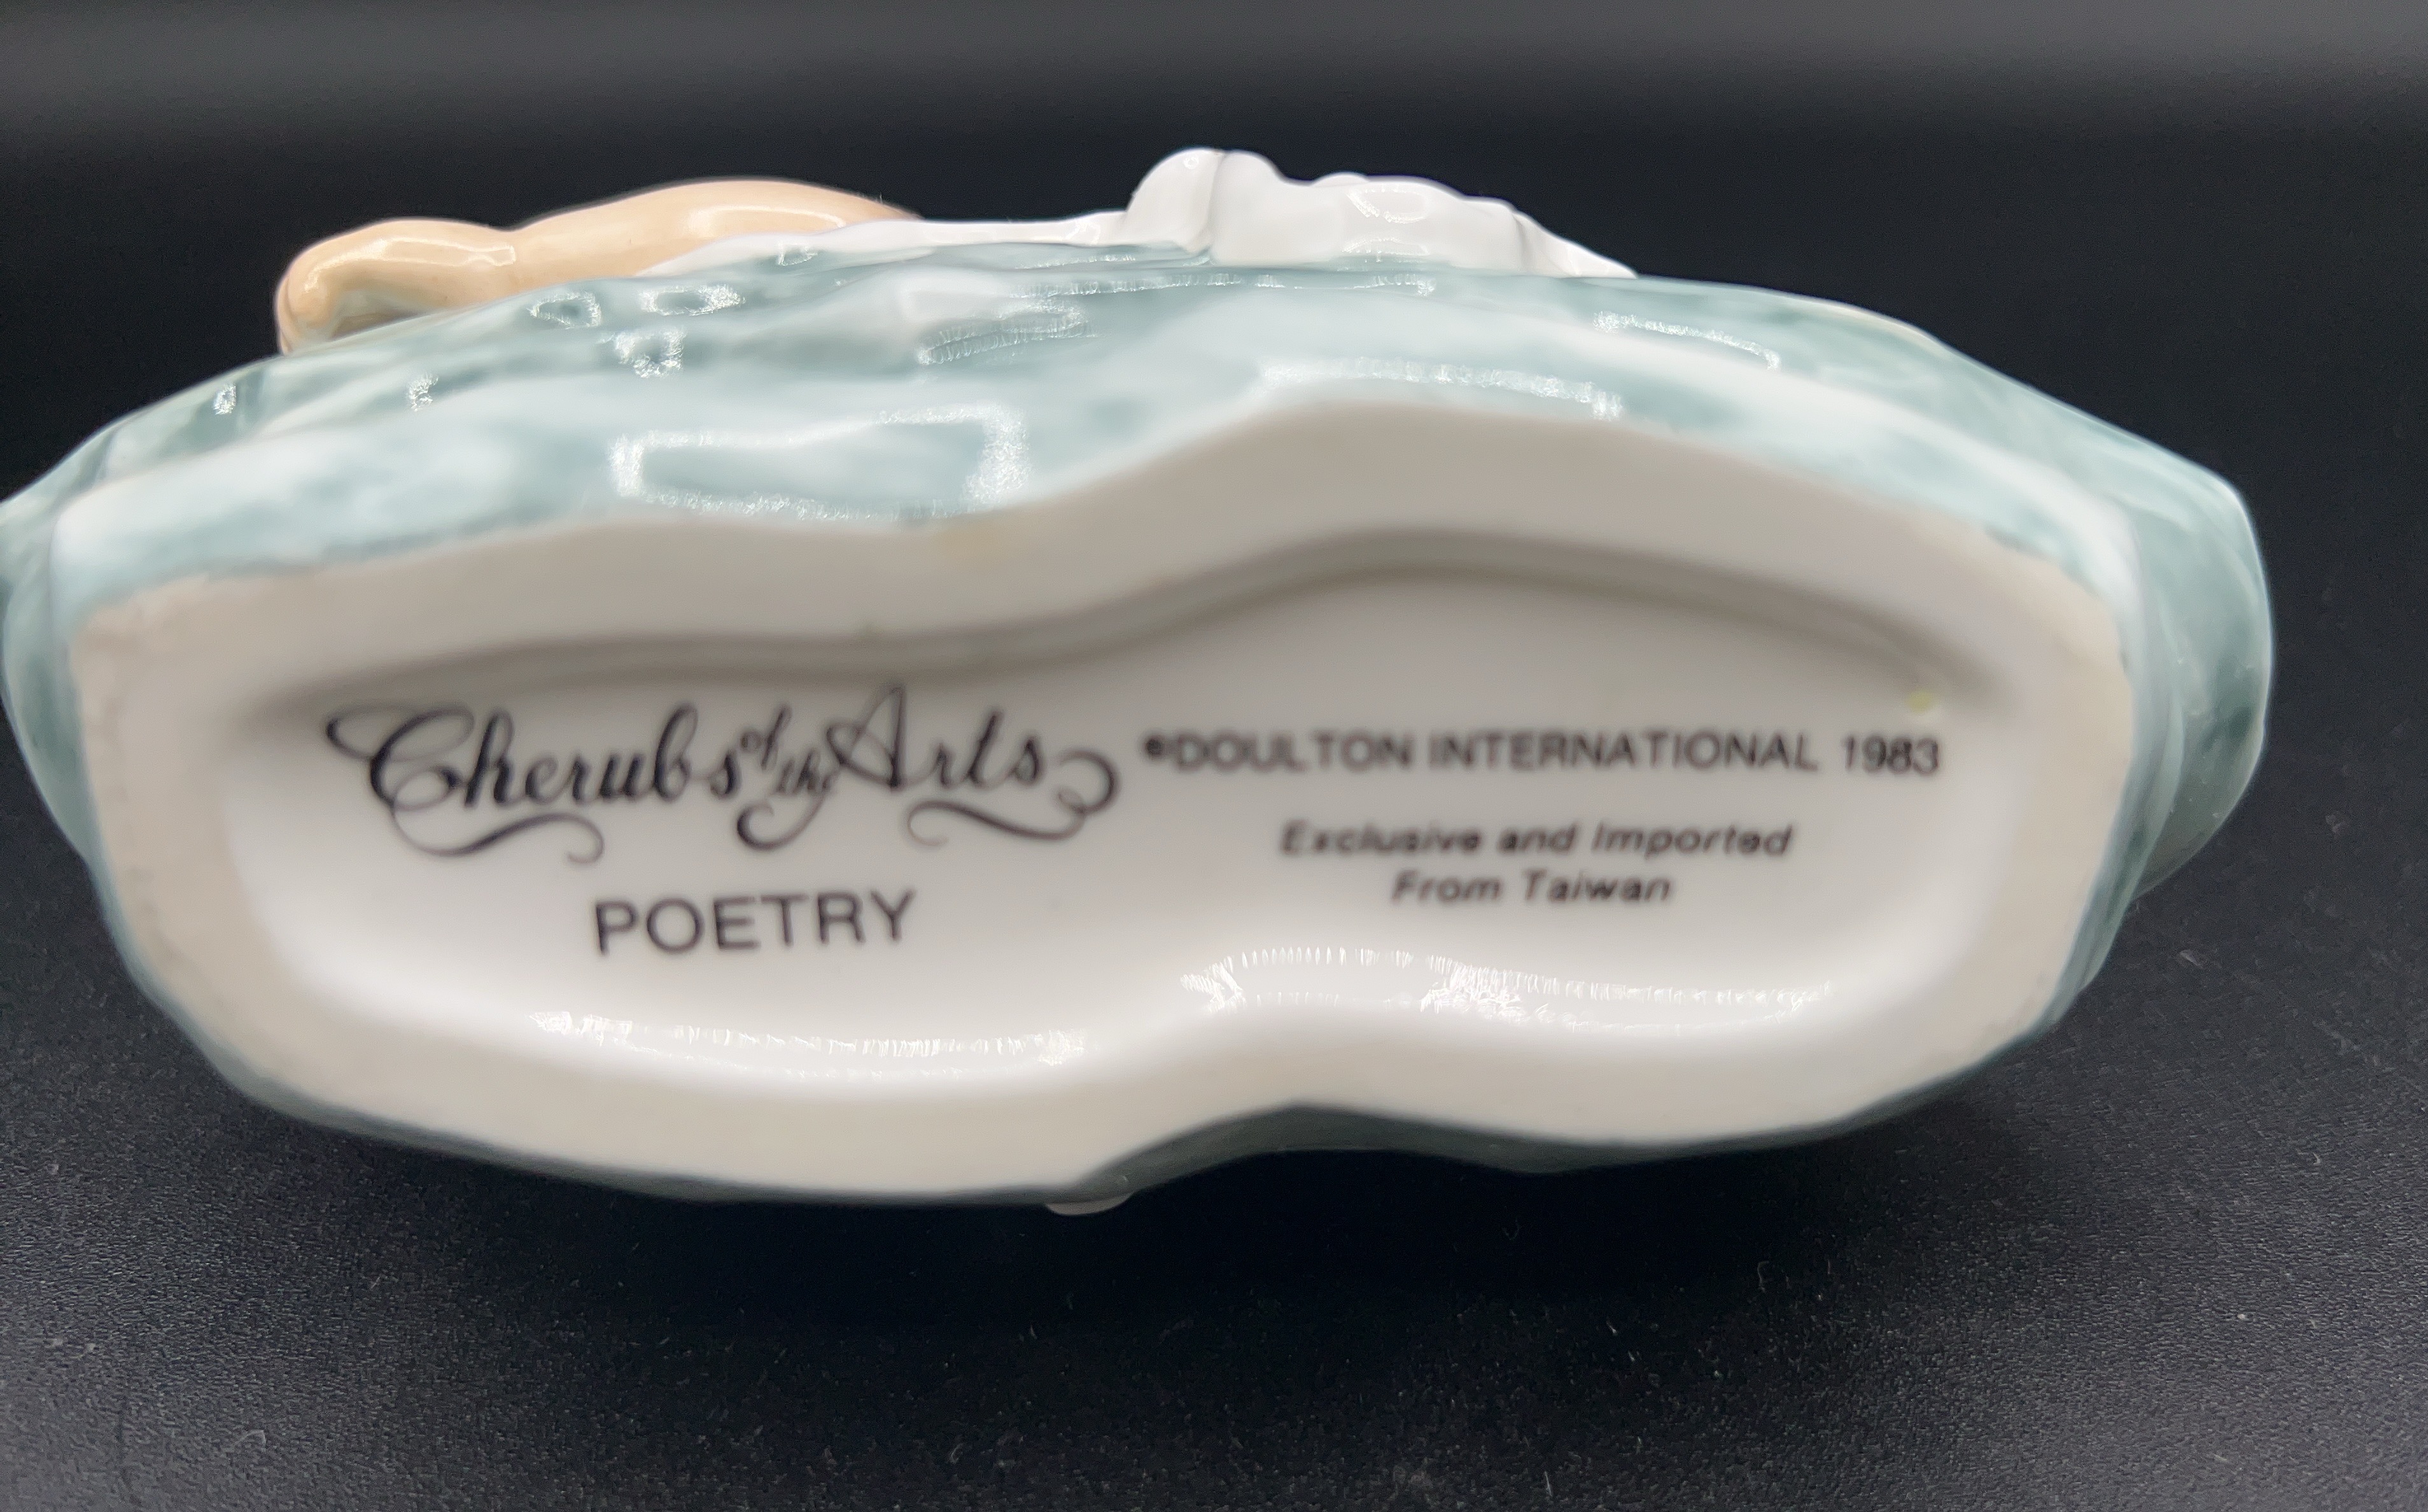 Cherubs of the Arts
POETRY
©DOULTON INTERNATIONAL 1983
Exclusive and Imported
From Taiwan